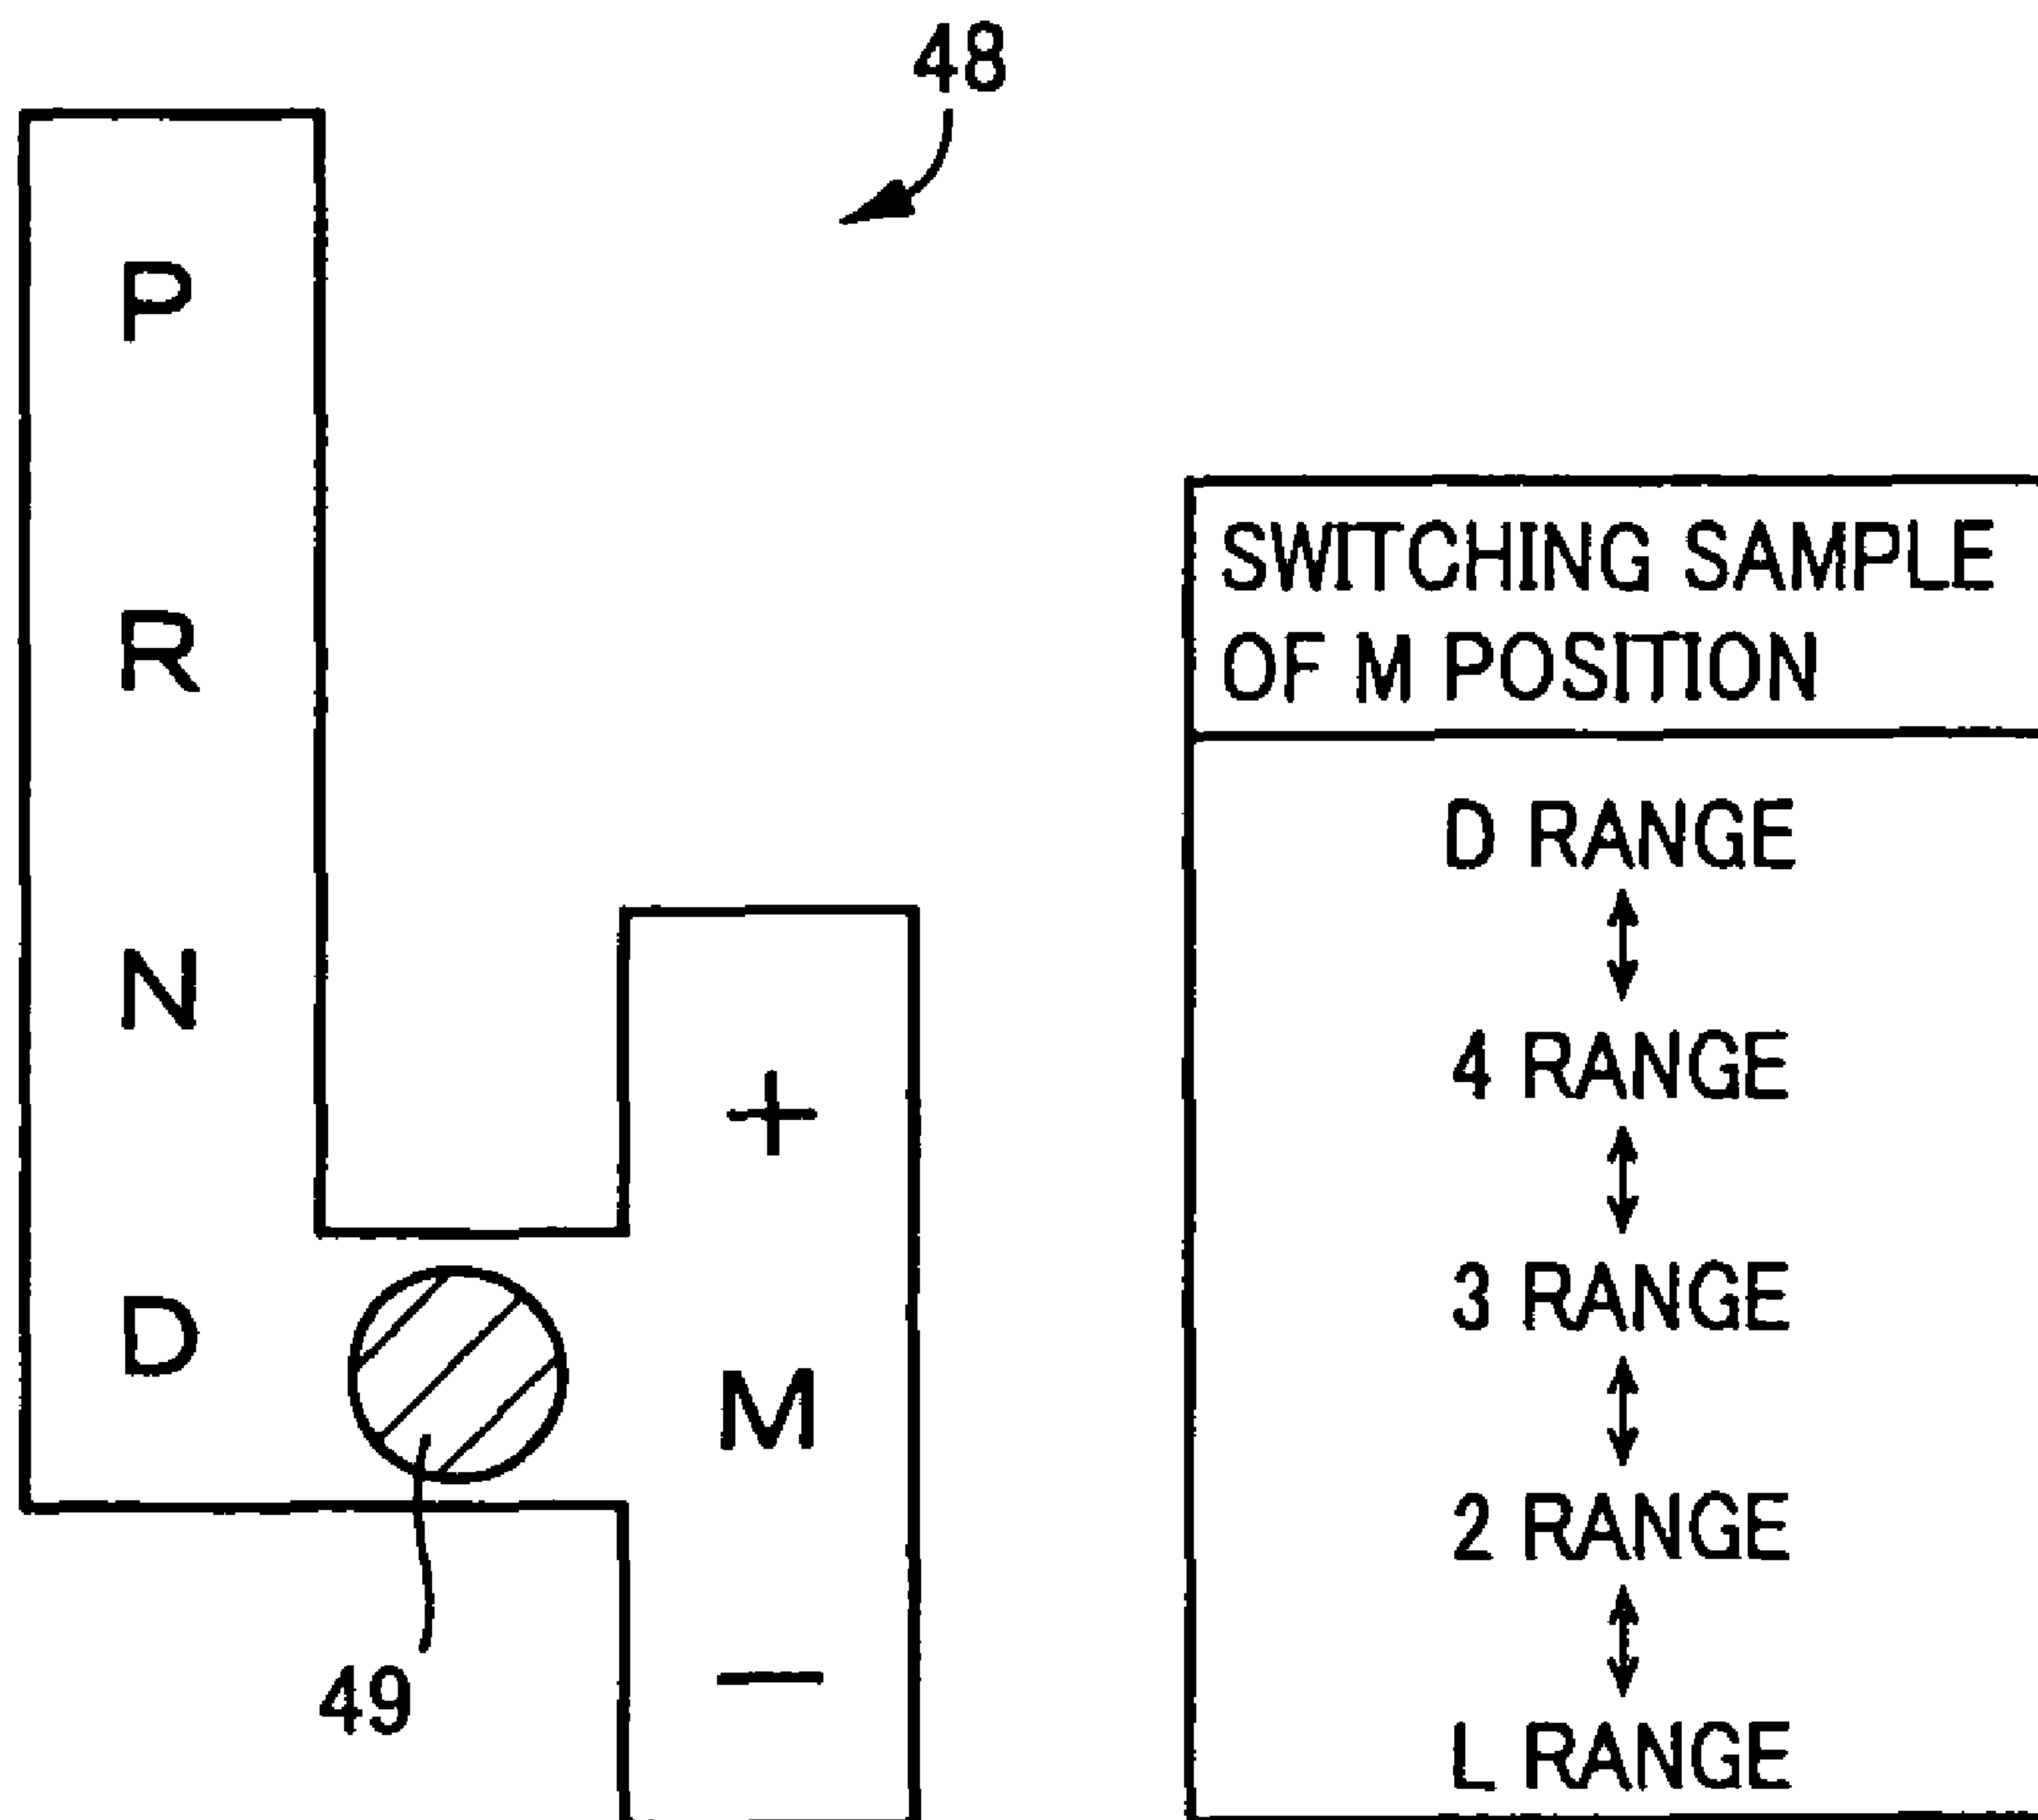 48
P
R
N
D
+
M
−
49
SWITCHING SAMPLE
OF M POSITION
D RANGE
4 RANGE
3 RANGE
2 RANGE
L RANGE